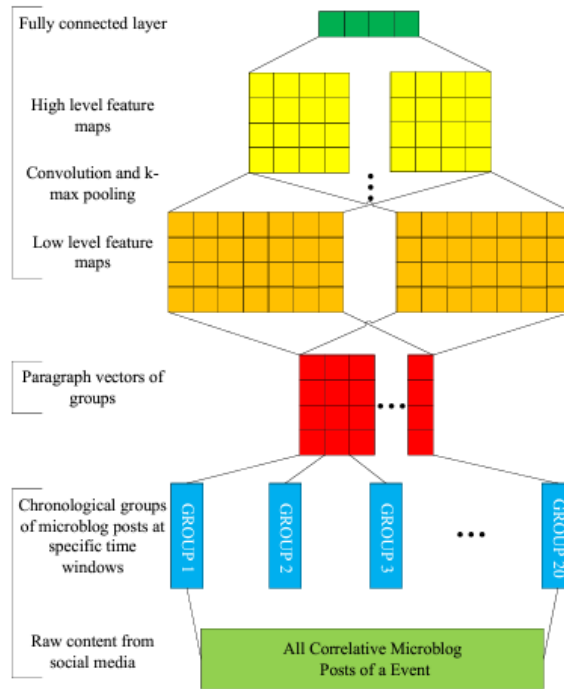 Fully connected layer
High level feature
maps
Convolution and k-
max pooling
Low level feature
maps
Paragraph vectors of
groups
Chronological groups
of microblog posts at
specific time
windows
GROUP 1
GROUP 2
GROUP 3
GROUP 20
Raw content from
social media
All Correlative Microblog
Posts of a Event